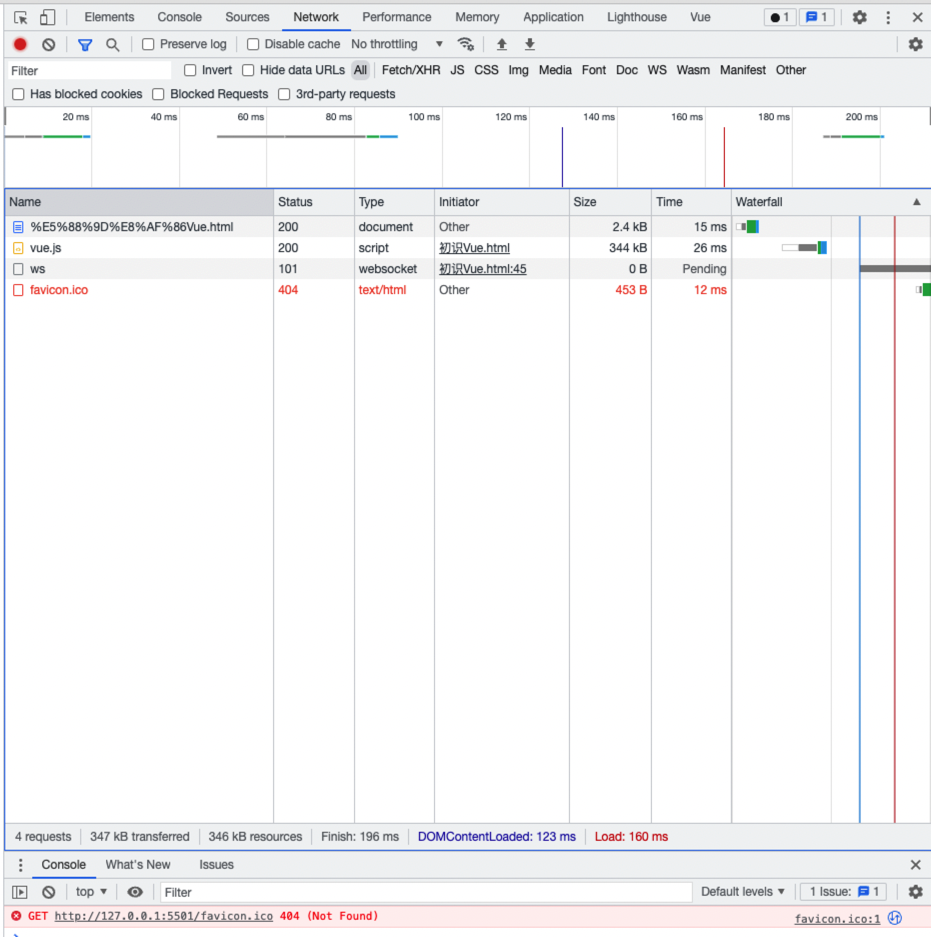 Elements Console Sources Network Performance Memory Application Lighthouse Vue 1 1
Preserve log Disable cache No throttling
Filter Invert Hide data URLs All Fetch/XHR JS CSS Img Media Font Doc WS Wasm Manifest Other
Has blocked cookies Blocked Requests 3rd-party requests
20 ms 40 ms 60 ms 80 ms 100 ms 120 ms 140 ms 160 ms 180 ms 200 ms
Name Status Type Initiator Size Time Waterfall
%E5%88%9D%E8%AF%86Vue.html 200 document Other 2.4 kB 15 ms
vue.js 200 script 初识Vue.html 344 kB 26 ms
ws 101 websocket 初识Vue.html:45 0 B Pending
favicon.ico 404 text/html Other 453 B 12 ms
4 requests 347 kB transferred 346 kB resources Finish: 196 ms DOMContentLoaded: 123 ms Load: 160 ms
Console What's New Issues
top Filter Default levels 1 Issue: 1
GET http://127.0.0.1:5501/favicon.ico 404 (Not Found) favicon.ico:1